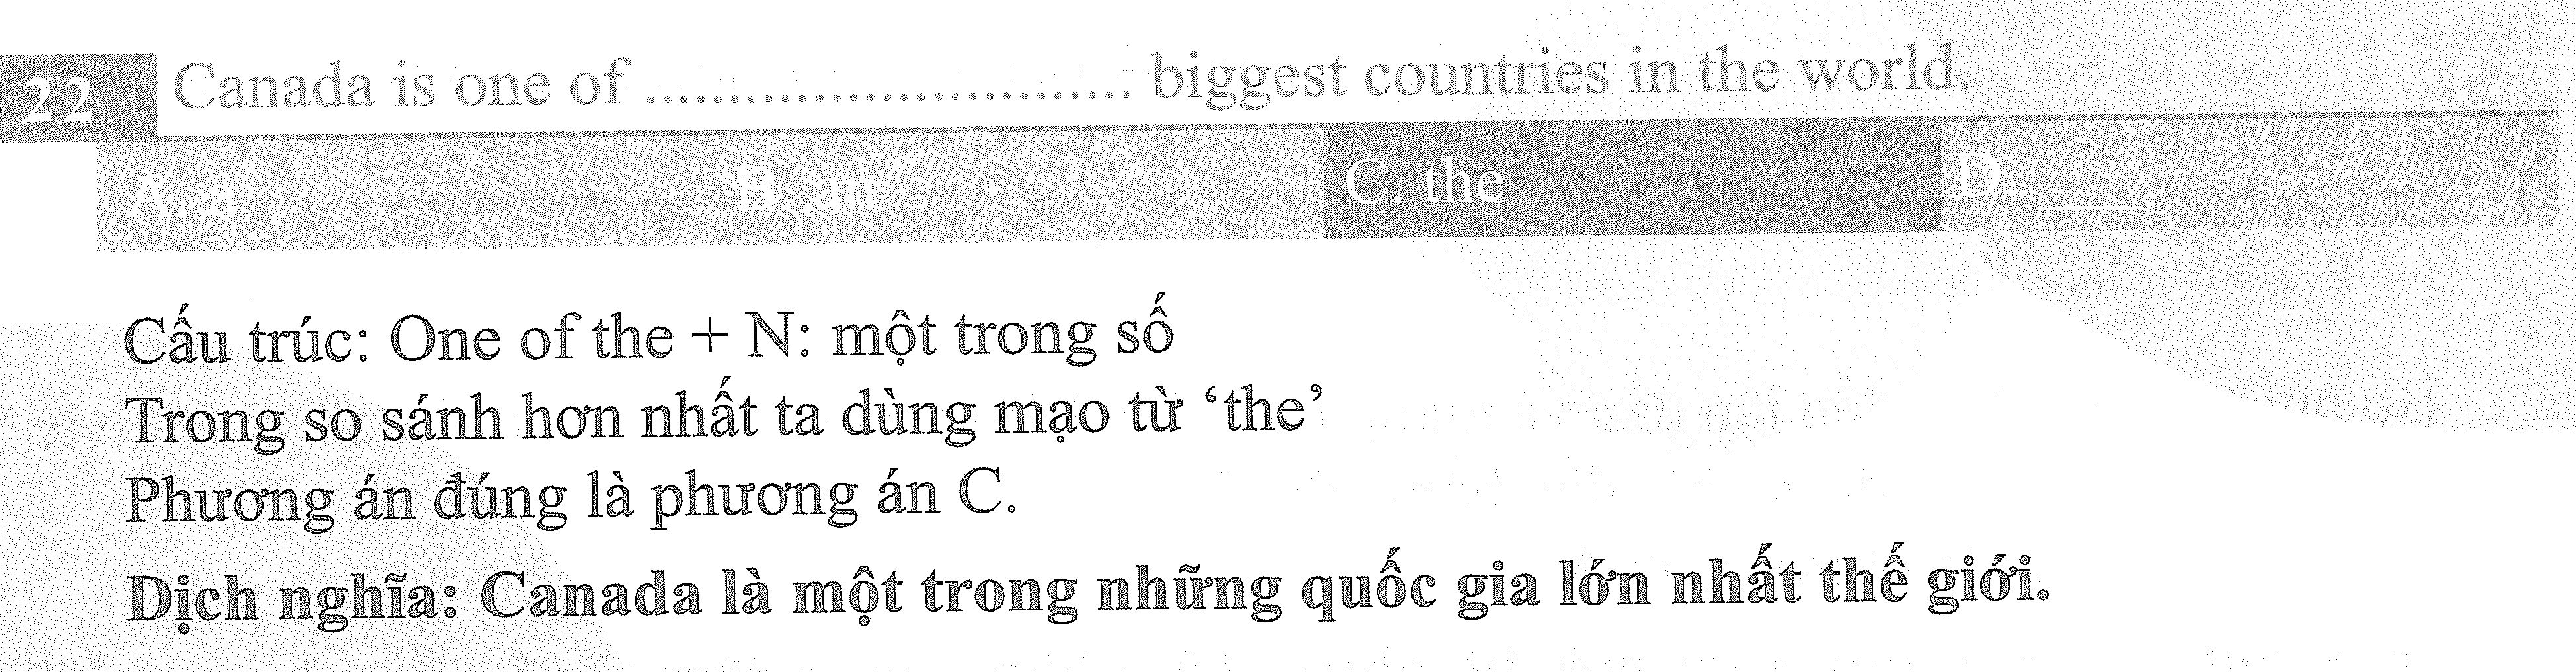 22 Canada is one of ............................. biggest countries in the world.
A. a B. an C. the D. ___
Cấu trúc: One of the + N: một trong số
Trong so sánh hơn nhất ta dùng mạo từ ‘the’
Phương án đúng là phương án C.
Dịch nghĩa: Canada là một trong những quốc gia lớn nhất thế giới.